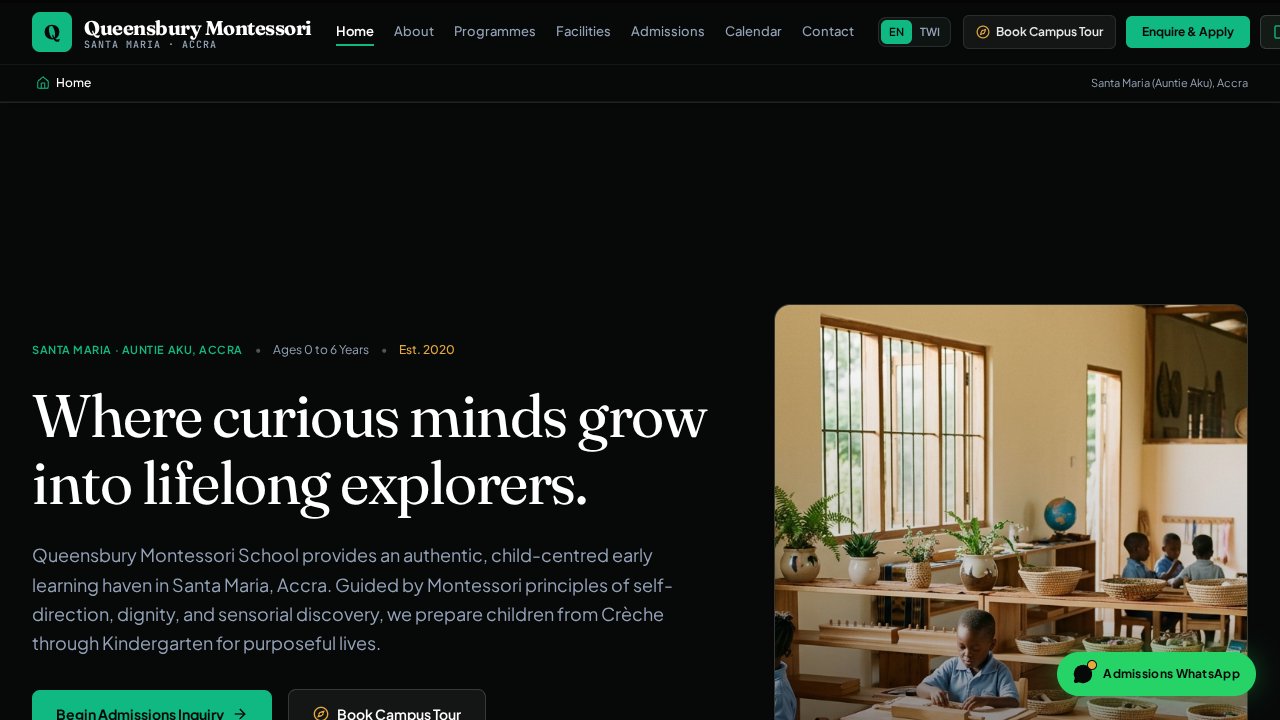 Q
Queensbury Montessori
SANTA MARIA · ACCRA
Home
About
Programmes
Facilities
Admissions
Calendar
Contact
EN
TWI
Book Campus Tour
Enquire & Apply
Home
Santa Maria (Auntie Aku), Accra
SANTA MARIA · AUNTIE AKU, ACCRA • Ages 0 to 6 Years • Est. 2020
Where curious minds grow
into lifelong explorers.
Queensbury Montessori School provides an authentic, child-centred early
learning haven in Santa Maria, Accra. Guided by Montessori principles of self-
direction, dignity, and sensorial discovery, we prepare children from Crèche
through Kindergarten for purposeful lives.
Begin Admissions Inquiry
Book Campus Tour
Admissions WhatsApp